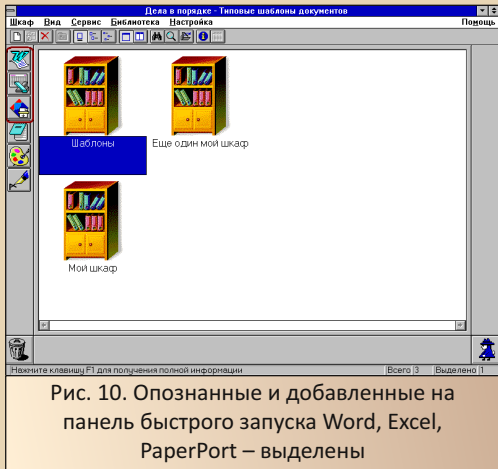 Дела в порядке - Типовые шаблоны документов
Шкаф Вид Сервис Библиотека Настройка Помощь
Шаблоны
Еще один мой шкаф
Мой шкаф
Нажмите клавишу F1 для получения полной информации Всего 3 Выделено 1
Рис. 10. Опознанные и добавленные на
панель быстрого запуска Word, Excel,
PaperPort – выделены